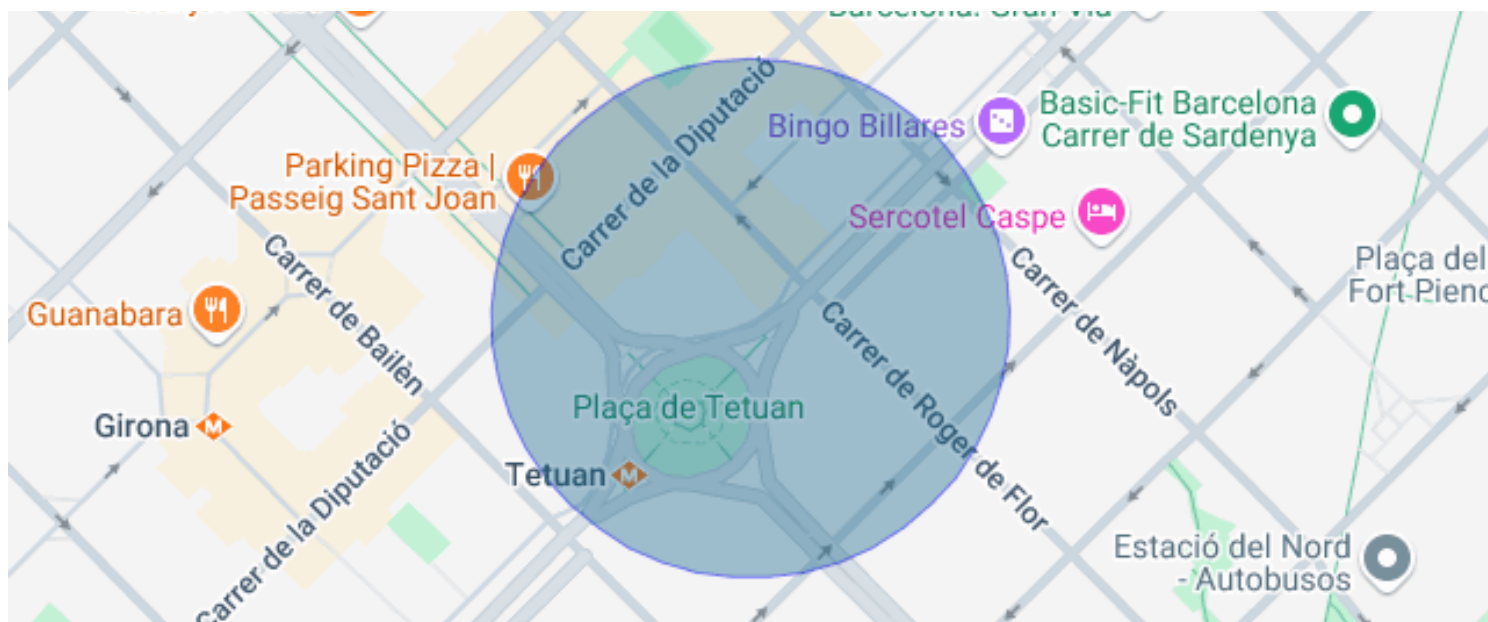 Barcelona: Gran Via
Carrer de la Diputació
Bingo Billares
Basic-Fit Barcelona
Carrer de Sardenya
Parking Pizza |
Passeig Sant Joan
Sercotel Caspe
Carrer de Bailèn
Carrer de Nàpols
Plaça del
Fort Pienc
Guanabara
Carrer de Roger de Flor
Plaça de Tetuan
Girona
M
Tetuan
M
Carrer de la Diputació
Estació del Nord
- Autobusos